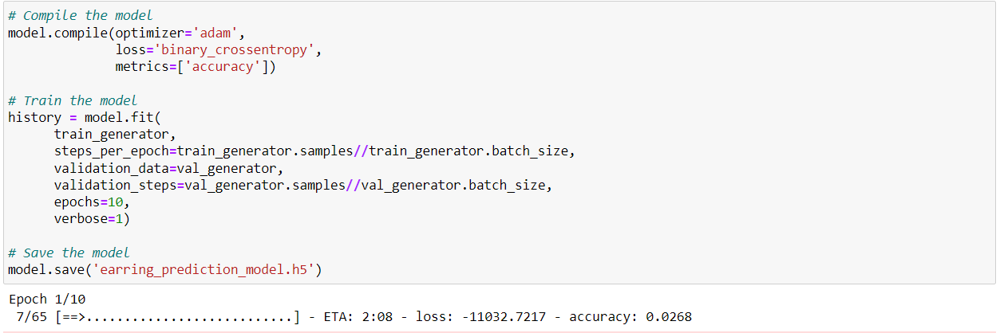 # Compile the model
model.compile(optimizer='adam',
              loss='binary_crossentropy',
              metrics=['accuracy'])
# Train the model
history = model.fit(
      train_generator,
      steps_per_epoch=train_generator.samples//train_generator.batch_size,
      validation_data=val_generator,
      validation_steps=val_generator.samples//val_generator.batch_size,
      epochs=10,
      verbose=1)
# Save the model
model.save('earring_prediction_model.h5')
Epoch 1/10
 7/65 [==>...........................] - ETA: 2:08 - loss: -11032.7217 - accuracy: 0.0268